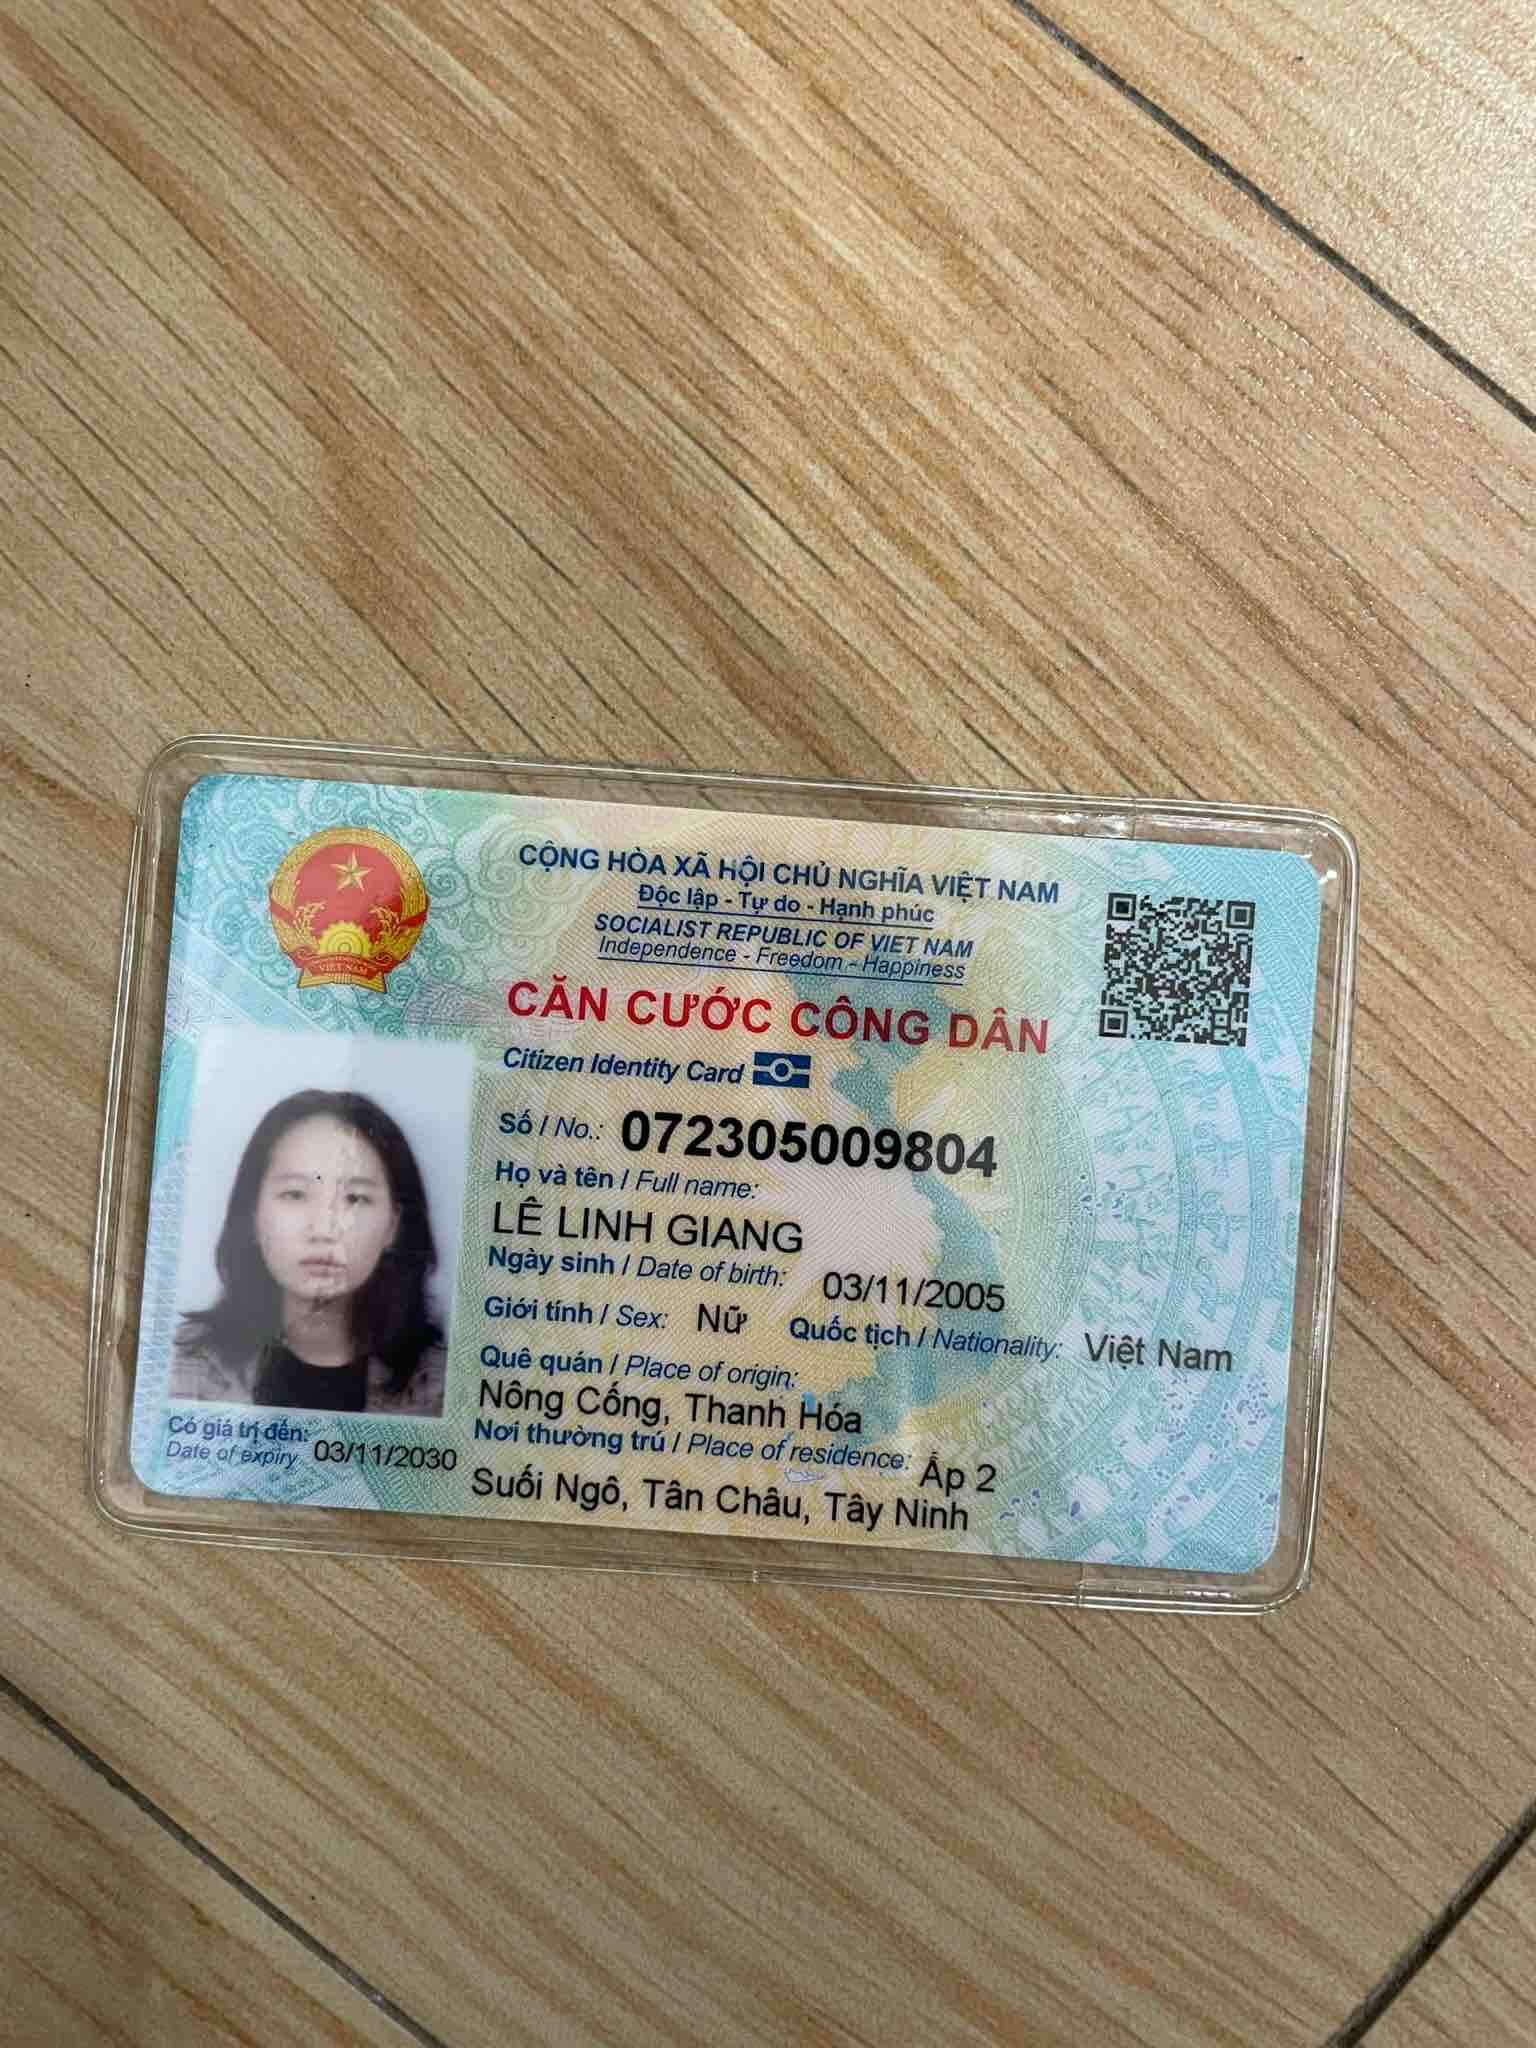 CỘNG HÒA XÃ HỘI CHỦ NGHĨA VIỆT NAM
Độc lập - Tự do - Hạnh phúc
SOCIALIST REPUBLIC OF VIET NAM
Independence - Freedom - Happiness
CĂN CƯỚC CÔNG DÂN
Citizen Identity Card
Số / No.: 072305009804
Họ và tên / Full name:
LÊ LINH GIANG
Ngày sinh / Date of birth: 03/11/2005
Giới tính / Sex: Nữ Quốc tịch / Nationality: Việt Nam
Quê quán / Place of origin:
Nông Cống, Thanh Hóa
Nơi thường trú / Place of residence: Ấp 2
Suối Ngô, Tân Châu, Tây Ninh
Có giá trị đến: 03/11/2030
Date of expiry
VIỆT NAM